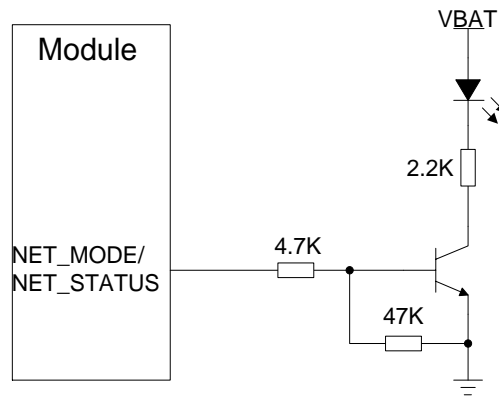 VBAT
Module
2.2K
NET_MODE/
NET_STATUS
4.7K
47K